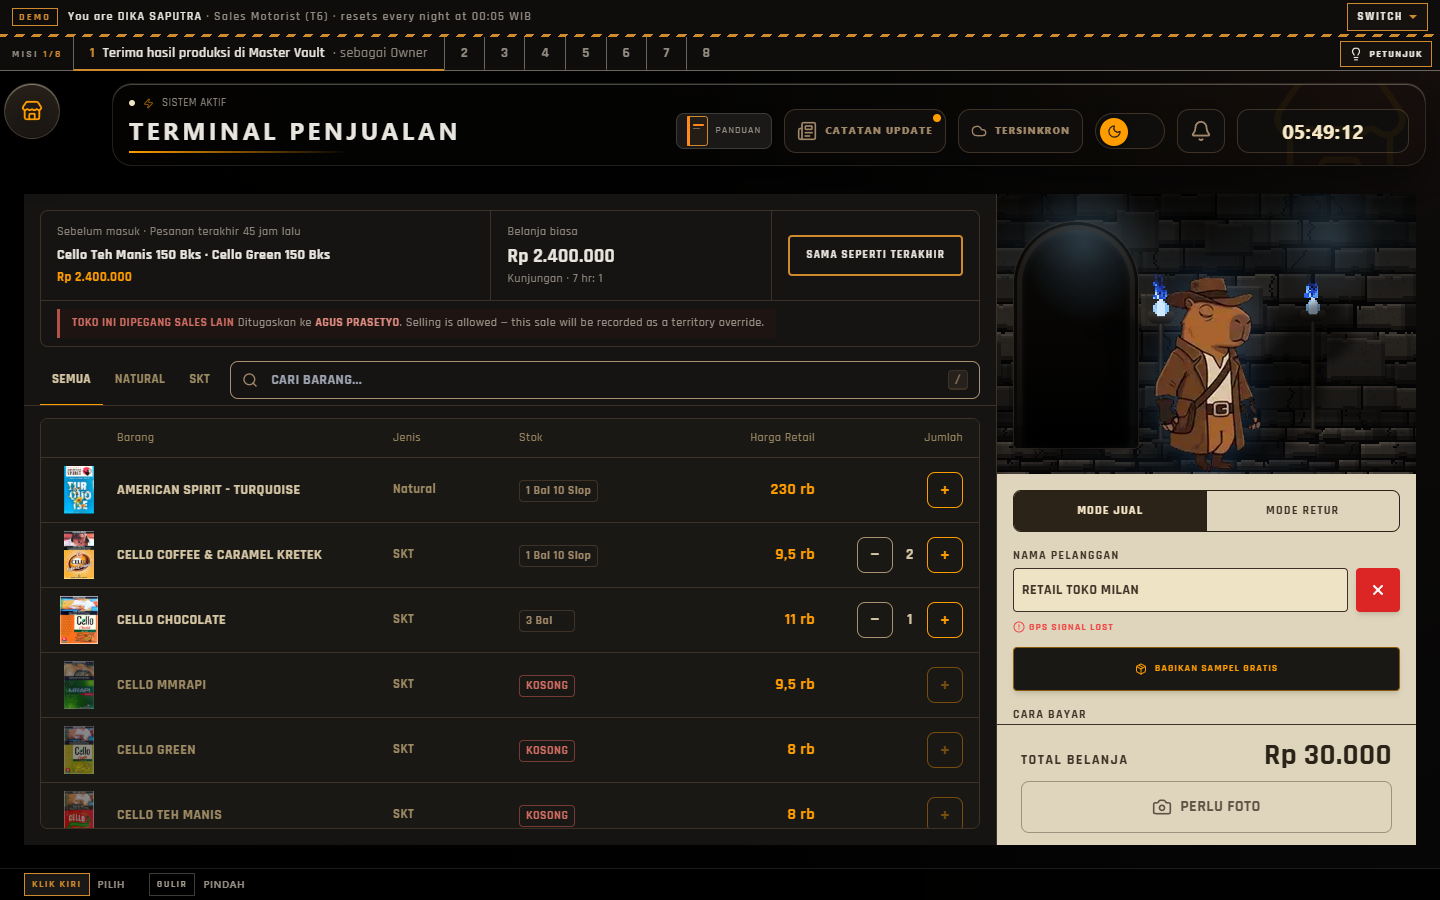 DEMO You are DIKA SAPUTRA · Sales Motorist (T6) · resets every night at 00:05 WIB SWITCH
MISI 1/8 1 Terima hasil produksi di Master Vault · sebagai Owner 2 3 4 5 6 7 8 PETUNJUK
SISTEM AKTIF
TERMINAL PENJUALAN
PANDUAN CATATAN UPDATE TERSINKRON 05:49:12
Sebelum masuk · Pesanan terakhir 45 jam lalu
Cello Teh Manis 150 Bks · Cello Green 150 Bks
Rp 2.400.000
Belanja biasa
Rp 2.400.000
Kunjungan · 7 hr: 1
SAMA SEPERTI TERAKHIR
TOKO INI DIPEGANG SALES LAIN Ditugaskan ke AGUS PRASETYO. Selling is allowed — this sale will be recorded as a territory override.
SEMUA NATURAL SKT CARI BARANG... /
Barang Jenis Stok Harga Retail Jumlah
AMERICAN SPIRIT - TURQUOISE Natural 1 Bal 10 Slop 230 rb +
CELLO COFFEE & CARAMEL KRETEK SKT 1 Bal 10 Slop 9,5 rb − 2 +
CELLO CHOCOLATE SKT 3 Bal 11 rb − 1 +
CELLO MMRAPI SKT KOSONG 9,5 rb +
CELLO GREEN SKT KOSONG 8 rb +
CELLO TEH MANIS SKT KOSONG 8 rb +
MODE JUAL MODE RETUR
NAMA PELANGGAN
RETAIL TOKO MILAN
GPS SIGNAL LOST
BAGIKAN SAMPEL GRATIS
CARA BAYAR
TOTAL BELANJA Rp 30.000
PERLU FOTO
KLIK KIRI PILIH GULIR PINDAH